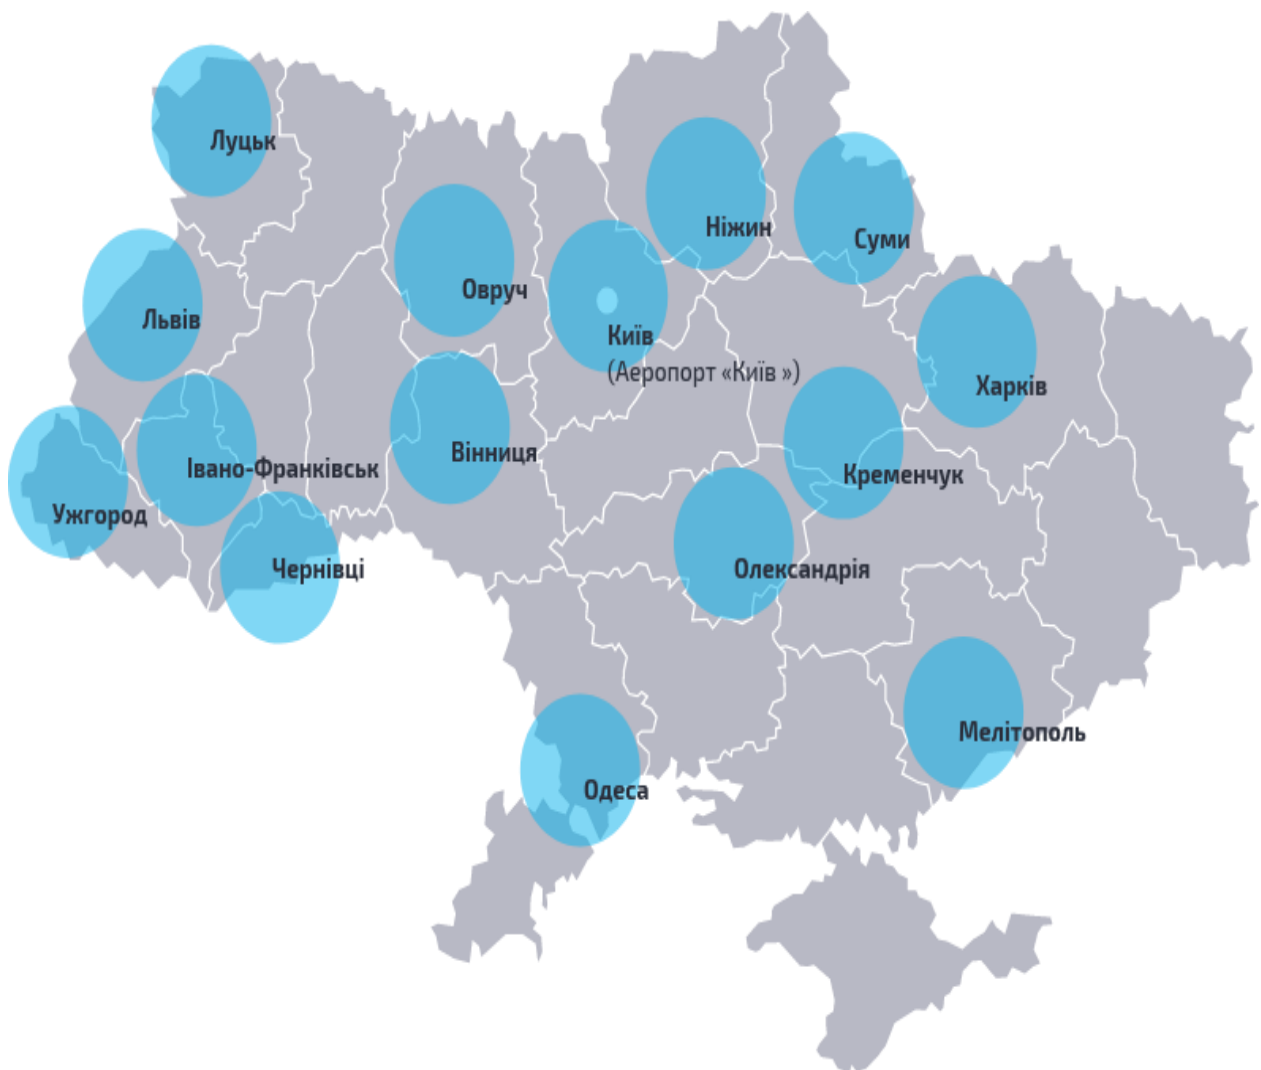 Луцьк
Ніжин
Суми
Овруч
Львів
Київ
(Аеропорт «Київ »)
Харків
Вінниця
Івано-Франківськ
Кременчук
Ужгород
Чернівці
Олександрія
Мелітополь
Одеса